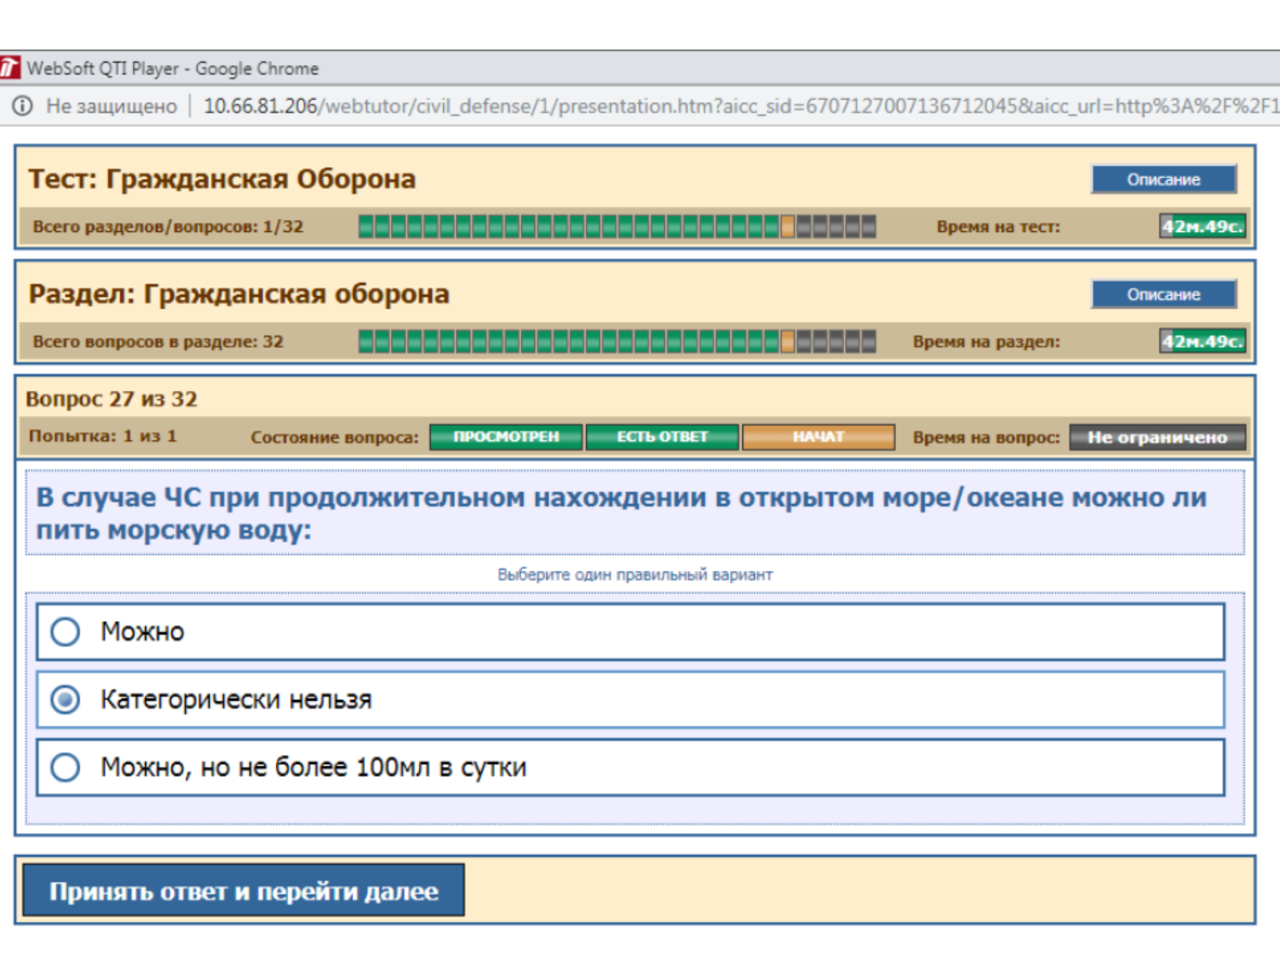 WebSoft QTI Player - Google Chrome
Не защищено | 10.66.81.206/webtutor/civil_defense/1/presentation.htm?aicc_sid=6707127007136712045&aicc_url=http%3A%2F%2F1
Тест: Гражданская Оборона
Описание
Всего разделов/вопросов: 1/32
Время на тест:
42м.49с.
Раздел: Гражданская оборона
Описание
Всего вопросов в разделе: 32
Время на раздел:
42м.49с.
Вопрос 27 из 32
Попытка: 1 из 1
Состояние вопроса:
ПРОСМОТРЕН
ЕСТЬ ОТВЕТ
НАЧАТ
Время на вопрос:
Не ограничено
В случае ЧС при продолжительном нахождении в открытом море/океане можно ли
пить морскую воду:
Выберите один правильный вариант
Можно
Категорически нельзя
Можно, но не более 100мл в сутки
Принять ответ и перейти далее